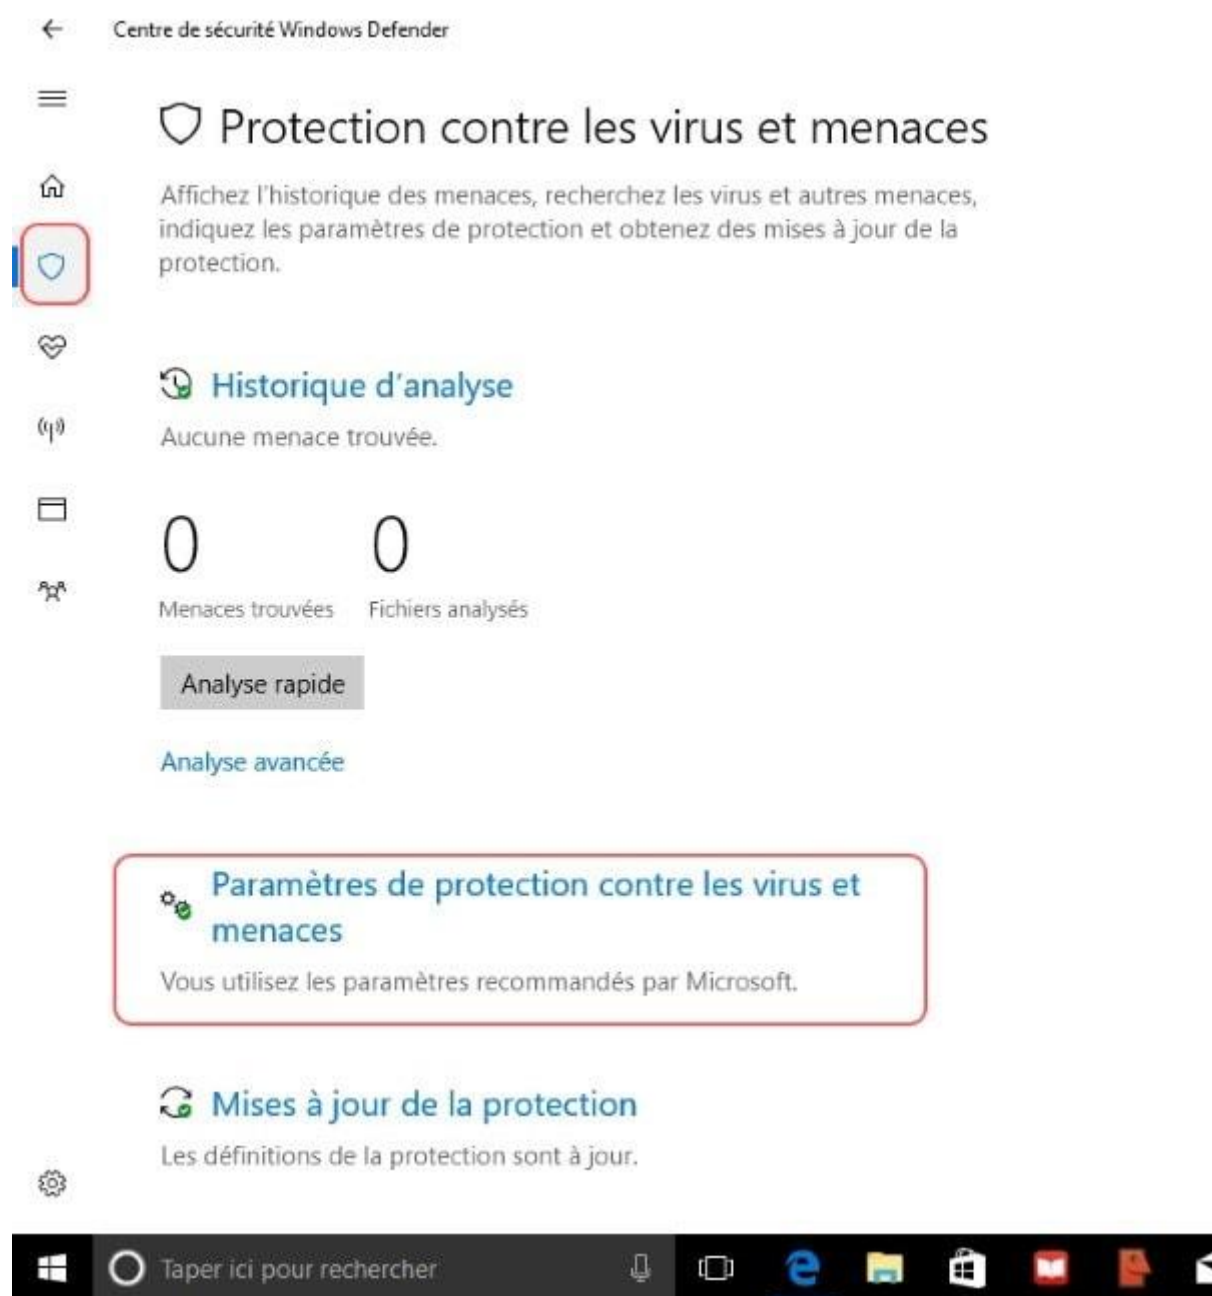 Centre de sécurité Windows Defender
Protection contre les virus et menaces
Affichez l'historique des menaces, recherchez les virus et autres menaces,
indiquez les paramètres de protection et obtenez des mises à jour de la
protection.
Historique d'analyse
Aucune menace trouvée.
0 0
Menaces trouvées Fichiers analysés
Analyse rapide
Analyse avancée
Paramètres de protection contre les virus et
menaces
Vous utilisez les paramètres recommandés par Microsoft.
Mises à jour de la protection
Les définitions de la protection sont à jour.
Taper ici pour rechercher